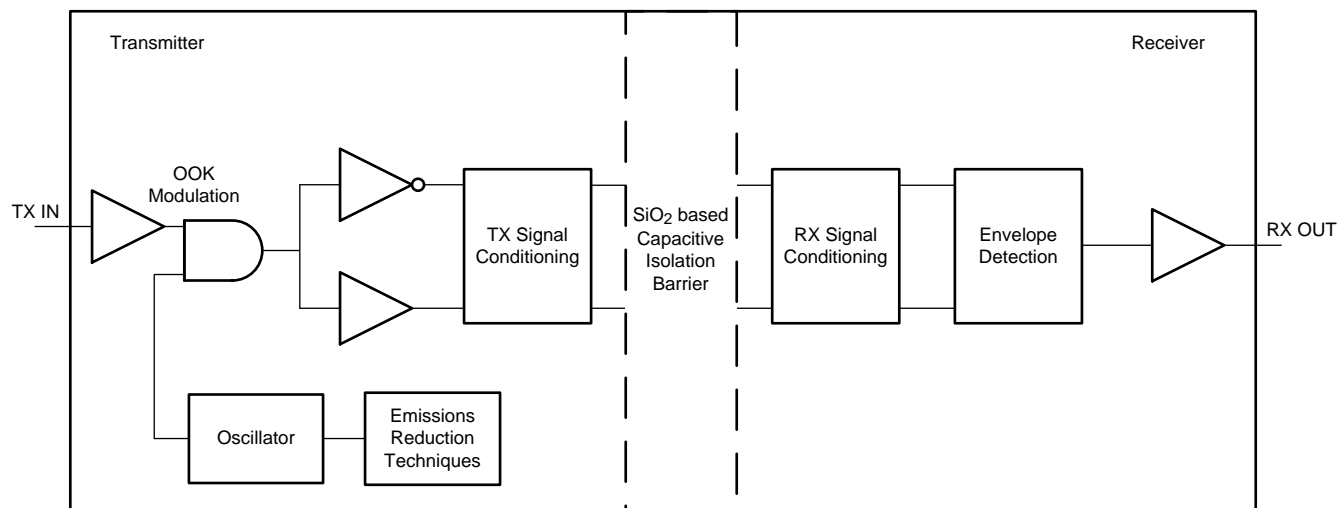 Transmitter
Receiver
OOK
Modulation
TX IN
TX Signal
Conditioning
SiO2 based
Capacitive
Isolation
Barrier
RX Signal
Conditioning
Envelope
Detection
RX OUT
Oscillator
Emissions
Reduction
Techniques